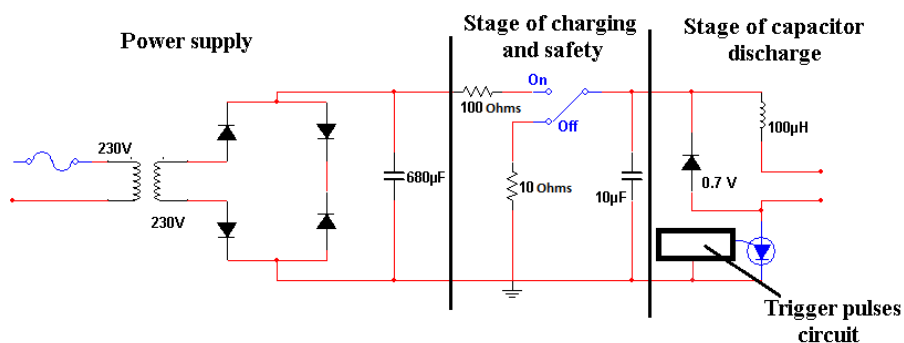 Power supply
Stage of charging
and safety
Stage of capacitor
discharge
230V
230V
680µF
100 Ohms
On
Off
10 Ohms
10µF
100µH
0.7 V
Trigger pulses
circuit